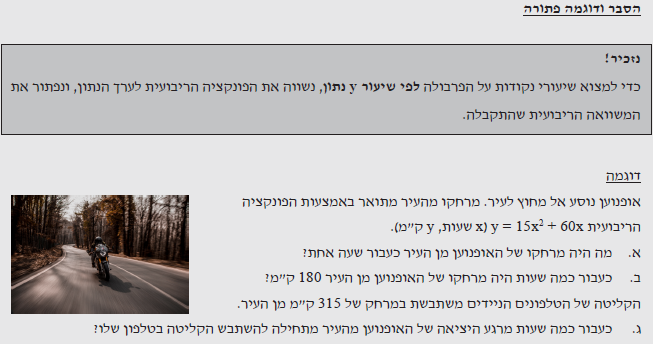 הסבר ודוגמה פתורה
נזכיר!
כדי למצוא שיעורי נקודות על הפרבולה לפי שיעור y נתון, נשווה את הפונקציה הריבועית לערך הנתון, ונפתור את
המשוואה הריבועית שהתקבלה.
דוגמה
אופנוען נוסע אל מחוץ לעיר. מרחקו מהעיר מתואר באמצעות הפונקציה
הריבועית y = 15x² + 60x (x שעות, y ק״מ).
א. מה היה מרחקו של האופנוען מן העיר כעבור שעה אחת?
ב. כעבור כמה שעות היה מרחקו של האופנוען מן העיר 180 ק״מ?
הקליטה של הטלפונים הניידים משתבשת במרחק של 315 ק״מ מן העיר.
ג. כעבור כמה שעות מרגע היציאה של האופנוען מהעיר מתחילה להשתבש הקליטה בטלפון שלו?